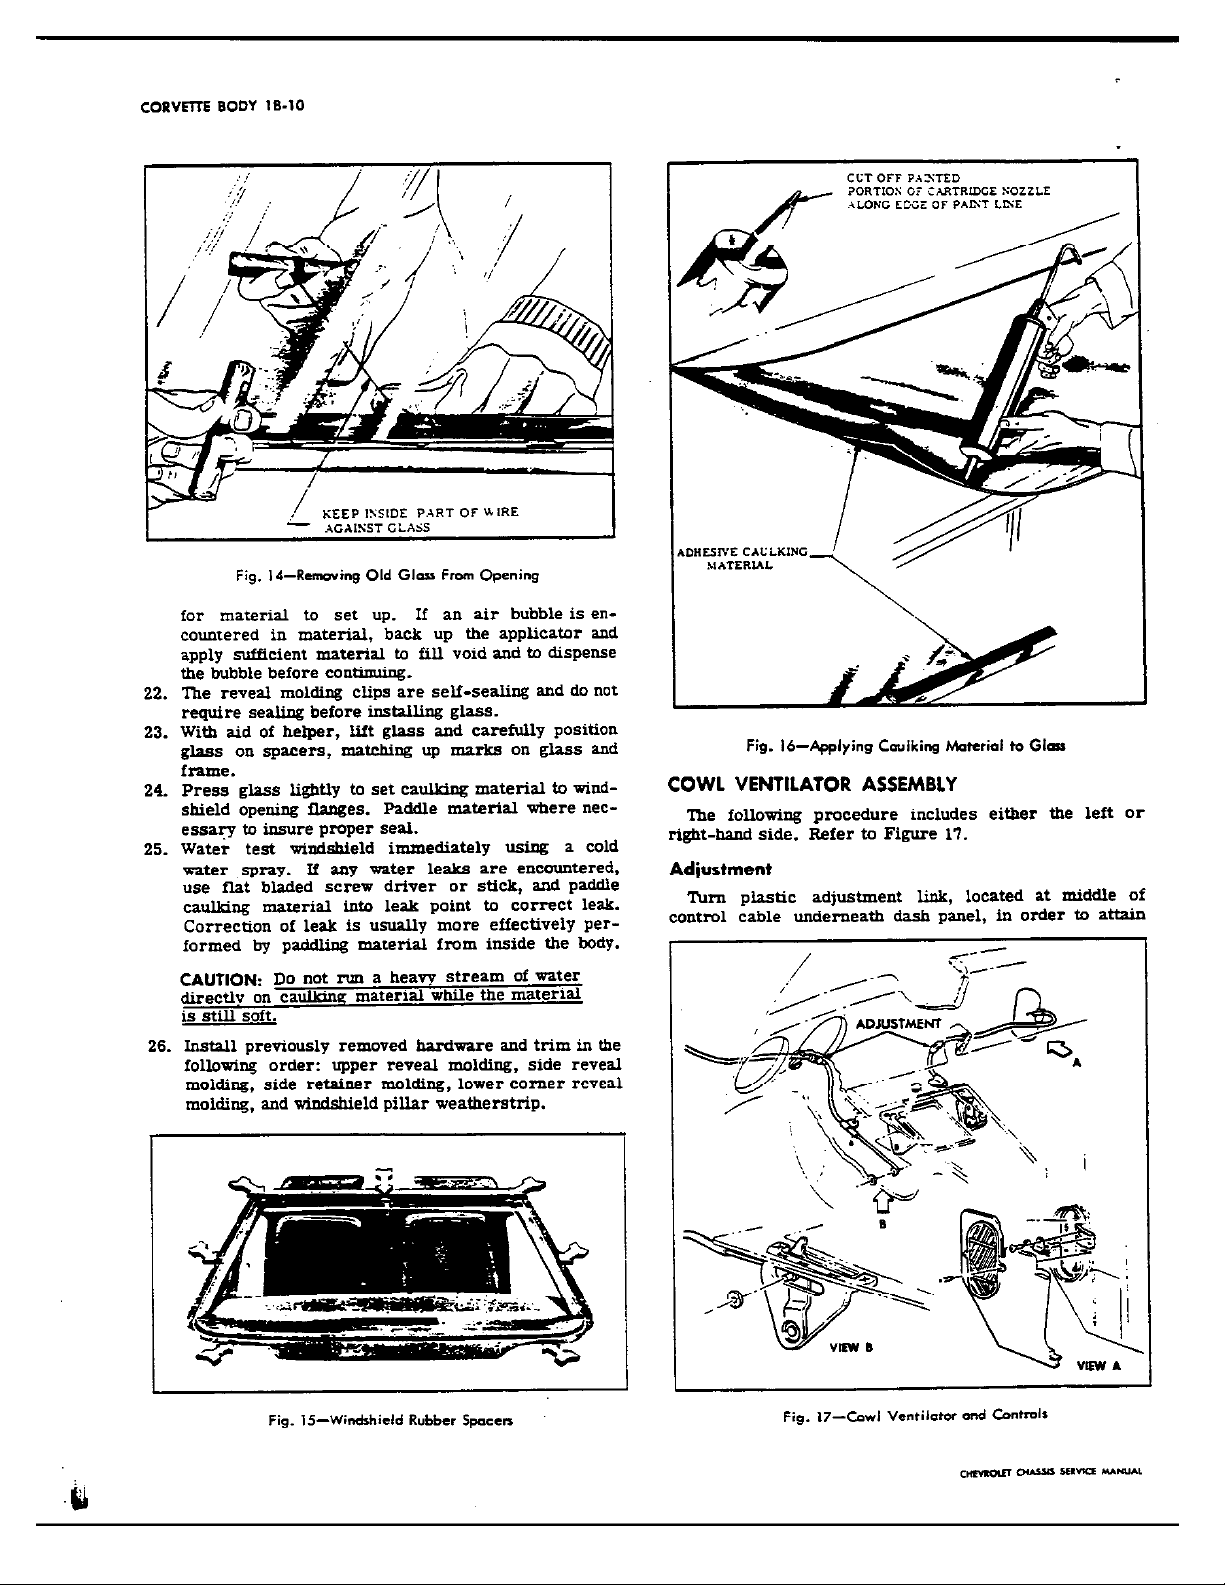 CORVETTE BODY 1B-10
KEEP INSIDE PART OF WIRE
AGAINST GLASS
Fig. 14—Removing Old Glass From Opening
for material to set up. If an air bubble is en-
countered in material, back up the applicator and
apply sufficient material to fill void and to dispense
the bubble before continuing.
22. The reveal molding clips are self-sealing and do not
require sealing before installing glass.
23. With aid of helper, lift glass and carefully position
glass on spacers, matching up marks on glass and
frame.
24. Press glass lightly to set caulking material to wind-
shield opening flanges. Paddle material where nec-
essary to insure proper seal.
25. Water test windshield immediately using a cold
water spray. If any water leaks are encountered,
use flat bladed screw driver or stick, and paddle
caulking material into leak point to correct leak.
Correction of leak is usually more effectively per-
formed by paddling material from inside the body.
CAUTION: Do not run a heavy stream of water
directly on caulking material while the material
is still soft.
26. Install previously removed hardware and trim in the
following order: upper reveal molding, side reveal
molding, side retainer molding, lower corner reveal
molding, and windshield pillar weatherstrip.
Fig. 15—Windshield Rubber Spacers
CUT OFF PAINTED
PORTION OF CARTRIDGE NOZZLE
ALONG EDGE OF PAINT LINE
ADHESIVE CAULKING
MATERIAL
Fig. 16—Applying Caulking Material to Glass
COWL VENTILATOR ASSEMBLY
The following procedure includes either the left or
right-hand side. Refer to Figure 17.
Adjustment
Turn plastic adjustment link, located at middle of
control cable underneath dash panel, in order to attain
ADJUSTMENT
A
B
VIEW B
VIEW A
Fig. 17—Cowl Ventilator and Controls
CHEVROLET CHASSIS SERVICE MANUAL